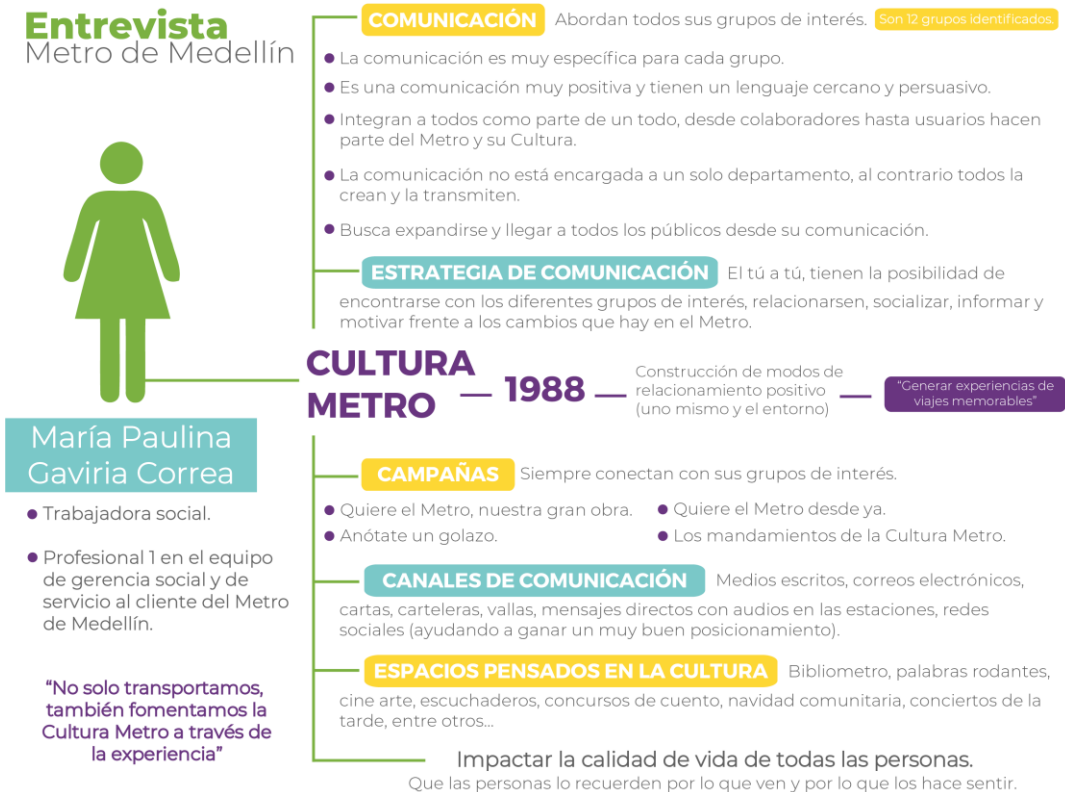 Entrevista
Metro de Medellín
COMUNICACIÓN Abordan todos sus grupos de interés. Son 12 grupos identificados.
• La comunicación es muy específica para cada grupo.
• Es una comunicación muy positiva y tienen un lenguaje cercano y persuasivo.
• Integran a todos como parte de un todo, desde colaboradores hasta usuarios hacen
parte del Metro y su Cultura.
• La comunicación no está encargada a un solo departamento, al contrario todos la
crean y la transmiten.
• Busca expandirse y llegar a todos los públicos desde su comunicación.
ESTRATEGIA DE COMUNICACIÓN El tú a tú, tienen la posibilidad de
encontrarse con los diferentes grupos de interés, relacionarsen, socializar, informar y
motivar frente a los cambios que hay en el Metro.
CULTURA
METRO
1988
Construcción de modos de
relacionamiento positivo
(uno mismo y el entorno)
"Generar experiencias de
viajes memorables"
María Paulina
Gaviria Correa
• Trabajadora social.
• Profesional 1 en el equipo
de gerencia social y de
servicio al cliente del Metro
de Medellín.
"No solo transportamos,
también fomentamos la
Cultura Metro a través de
la experiencia"
CAMPAÑAS Siempre conectan con sus grupos de interés.
• Quiere el Metro, nuestra gran obra.
• Anótate un golazo.
• Quiere el Metro desde ya.
• Los mandamientos de la Cultura Metro.
CANALES DE COMUNICACIÓN Medios escritos, correos electrónicos,
cartas, carteleras, vallas, mensajes directos con audios en las estaciones, redes
sociales (ayudando a ganar un muy buen posicionamiento).
ESPACIOS PENSADOS EN LA CULTURA Bibliometro, palabras rodantes,
cine arte, escuchaderos, concursos de cuento, navidad comunitaria, conciertos de la
tarde, entre otros...
Impactar la calidad de vida de todas las personas.
Que las personas lo recuerden por lo que ven y por lo que los hace sentir.